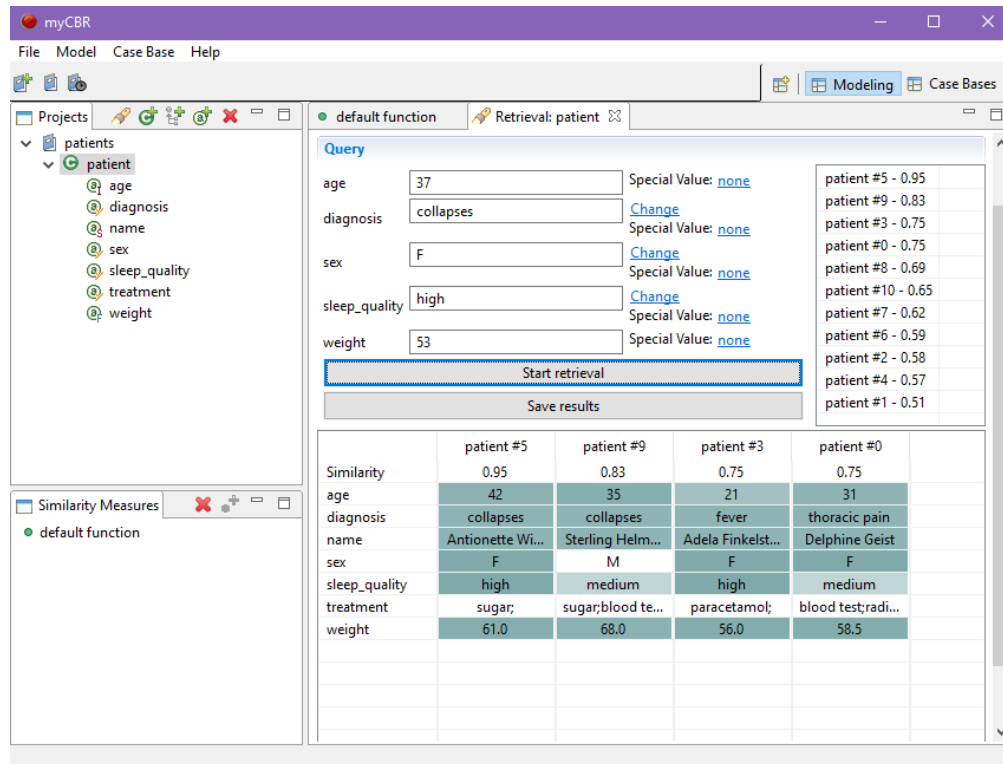 myCBR
File Model Case Base Help
Modeling Case Bases
Projects
patients
patient
age
diagnosis
name
sex
sleep_quality
treatment
weight
Similarity Measures
default function
default function Retrieval: patient
Query
age 37 Special Value: none
diagnosis collapses Change
Special Value: none
sex F Change
Special Value: none
sleep_quality high Change
Special Value: none
weight 53 Special Value: none
Start retrieval
Save results
patient #5 - 0.95
patient #9 - 0.83
patient #3 - 0.75
patient #0 - 0.75
patient #8 - 0.69
patient #10 - 0.65
patient #7 - 0.62
patient #6 - 0.59
patient #2 - 0.58
patient #4 - 0.57
patient #1 - 0.51
patient #5 patient #9 patient #3 patient #0
Similarity 0.95 0.83 0.75 0.75
age 42 35 21 31
diagnosis collapses collapses fever thoracic pain
name Antionette Wi... Sterling Helm... Adela Finkelst... Delphine Geist
sex F M F F
sleep_quality high medium high medium
treatment sugar; sugar;blood te... paracetamol; blood test;radi...
weight 61.0 68.0 56.0 58.5